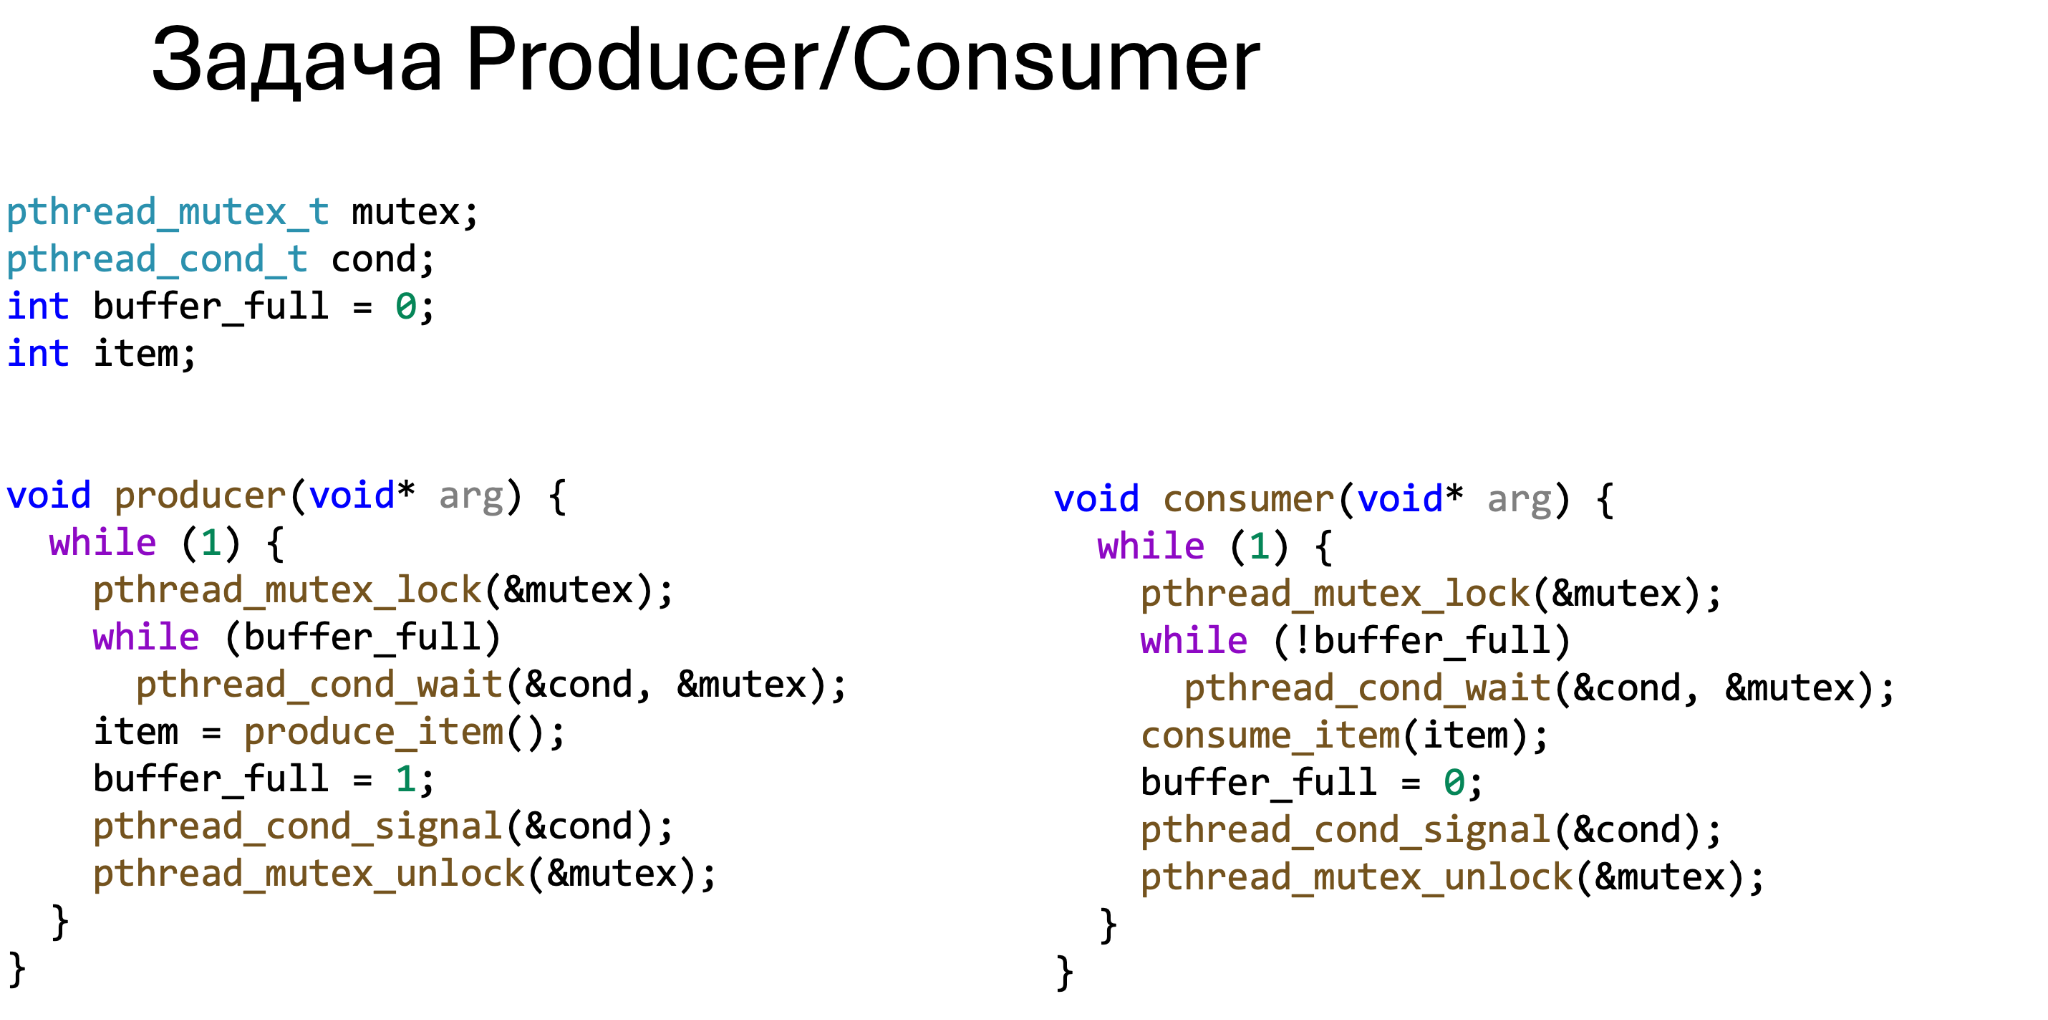 Задача Producer/Consumer
pthread_mutex_t mutex;
pthread_cond_t cond;
int buffer_full = 0;
int item;
void producer(void* arg) {
  while (1) {
    pthread_mutex_lock(&mutex);
    while (buffer_full)
      pthread_cond_wait(&cond, &mutex);
    item = produce_item();
    buffer_full = 1;
    pthread_cond_signal(&cond);
    pthread_mutex_unlock(&mutex);
  }
}
void consumer(void* arg) {
  while (1) {
    pthread_mutex_lock(&mutex);
    while (!buffer_full)
      pthread_cond_wait(&cond, &mutex);
    consume_item(item);
    buffer_full = 0;
    pthread_cond_signal(&cond);
    pthread_mutex_unlock(&mutex);
  }
}